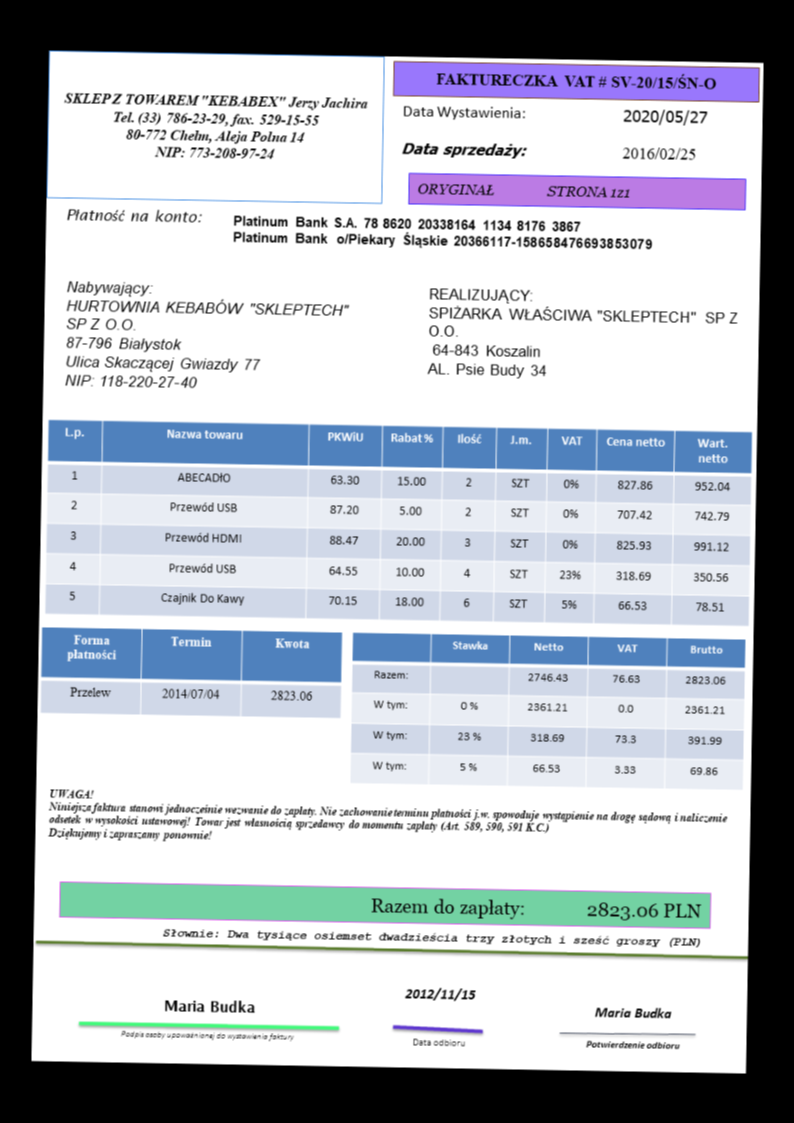 SKLEP Z TOWAREM "KEBABEX" Jerzy Jachira
Tel. (33) 786-23-29, fax. 529-15-55
80-772 Chełm, Aleja Polna 14
NIP: 773-208-97-24
FAKTURECZKA VAT # SV-20/15/ŚN-O
Data Wystawienia: 2020/05/27
Data sprzedaży: 2016/02/25
ORYGINAŁ STRONA 1z1
Płatność na konto:
Platinum Bank S.A. 78 8620 20338164 1134 8176 3867
Platinum Bank o/Piekary Śląskie 20366117-158658476693853079
Nabywający:
HURTOWNIA KEBABÓW "SKLEPTECH"
SP Z O.O.
87-796 Białystok
Ulica Skaczącej Gwiazdy 77
NIP: 118-220-27-40
REALIZUJĄCY:
SPIŻARKA WŁAŚCIWA "SKLEPTECH" SP Z
O.O.
64-843 Koszalin
AL. Psie Budy 34
L.p. Nazwa towaru PKWiU Rabat % Ilość J.m. VAT Cena netto Wart. netto
1 ABECADŁO 63.30 15.00 2 SZT 0% 827.86 952.04
2 Przewód USB 87.20 5.00 2 SZT 0% 707.42 742.79
3 Przewód HDMI 88.47 20.00 3 SZT 0% 825.93 991.12
4 Przewód USB 64.55 10.00 4 SZT 23% 318.69 350.56
5 Czajnik Do Kawy 70.15 18.00 6 SZT 5% 66.53 78.51
Forma płatności Termin Kwota
Przelew 2014/07/04 2823.06
Stawka Netto VAT Brutto
Razem: 2746.43 76.63 2823.06
W tym: 0 % 2361.21 0.0 2361.21
W tym: 23 % 318.69 73.3 391.99
W tym: 5 % 66.53 3.33 69.86
UWAGA!
Niniejsza faktura stanowi jednocześnie wezwanie do zapłaty. Nie zachowanie terminu płatności j.w. spowoduje wystąpienie na drogę sądową i naliczenie
odsetek w wysokości ustawowej! Towar jest własnością sprzedawcy do momentu zapłaty (Art. 589, 590, 591 K.C.)
Dziękujemy i zapraszamy ponownie!
Razem do zapłaty: 2823.06 PLN
Słownie: Dwa tysiące osiemset dwadzieścia trzy złotych i sześć groszy (PLN)
Maria Budka
Podpis osoby upoważnionej do wystawienia faktury
2012/11/15
Data odbioru
Maria Budka
Potwierdzenie odbioru